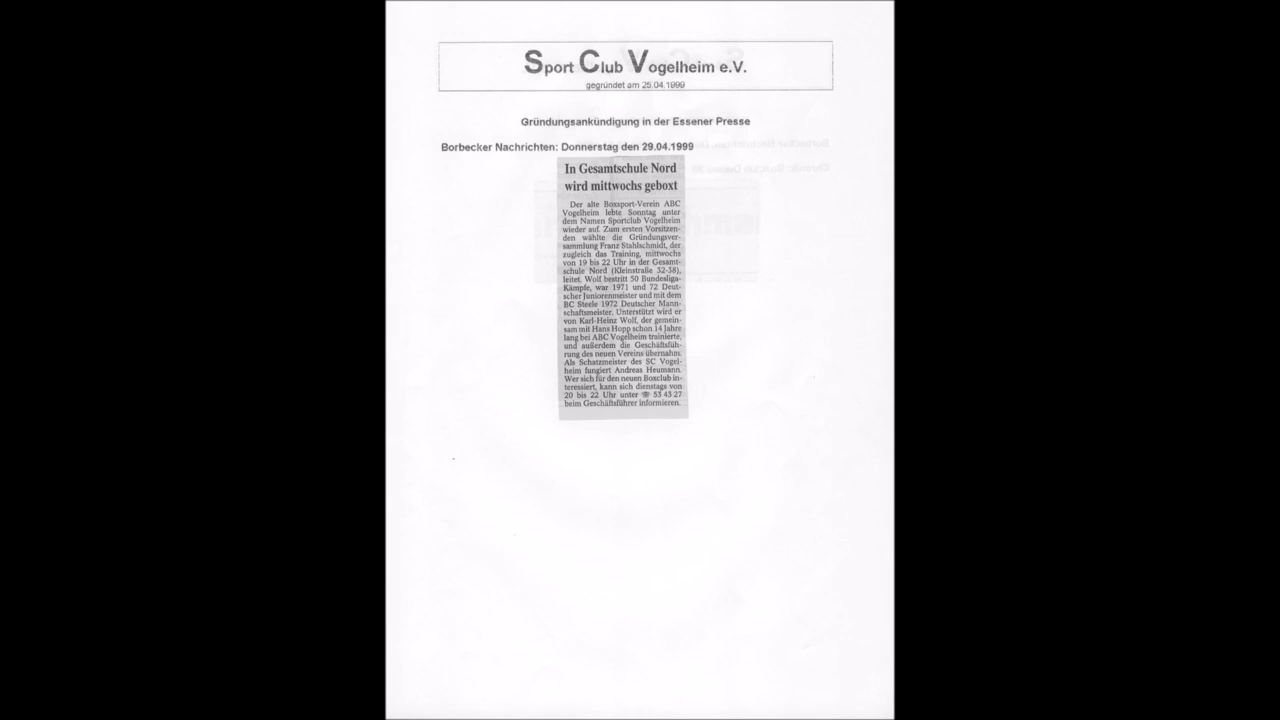 Sport Club Vogelheim e.V.
gegründet am 25.04.1999
Gründungsankündigung in der Essener Presse
Borbecker Nachrichten: Donnerstag den 29.04.1999
In Gesamtschule Nord
wird mittwochs geboxt
Der alte Boxsport-Verein ABC
Vogelheim lebte Sonntag unter
dem Namen Sportclub Vogelheim
wieder auf. Zum ersten Vorsitzen-
den wählte die Gründungsver-
sammlung Franz Stahlschmidt, der
zugleich das Training, mittwochs
von 19 bis 22 Uhr in der Gesamt-
schule Nord (Kleinstraße 32-38),
leitet. Wolf bestritt 50 Bundesliga-
Kämpfe, war 1971 und 72 Deut-
scher Juniorenmeister und mit dem
BC Steele 1972 Deutscher Mann-
schaftsmeister. Unterstützt wird er
von Karl-Heinz Wolf, der gemein-
sam mit Hans Hopp schon 14 Jahre
lang bei ABC Vogelheim trainierte,
und außerdem die Geschäftsfüh-
rung des neuen Vereins übernahm.
Als Schatzmeister des SC Vogel-
heim fungiert Andreas Heumann.
Wer sich für den neuen Boxclub in-
teressiert, kann sich dienstags von
20 bis 22 Uhr unter ☎ 53 43 27
beim Geschäftsführer informieren.